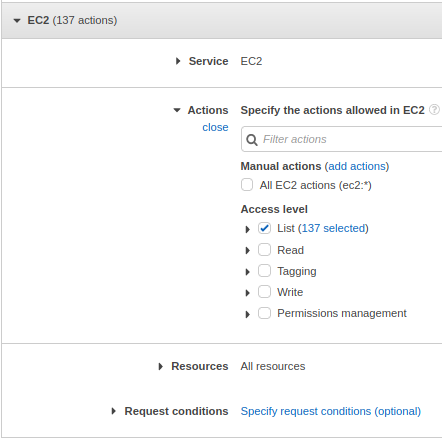 EC2 (137 actions)
Service EC2
Actions Specify the actions allowed in EC2 ?
close
Filter actions
Manual actions (add actions)
All EC2 actions (ec2:*)
Access level
List (137 selected)
Read
Tagging
Write
Permissions management
Resources All resources
Request conditions Specify request conditions (optional)